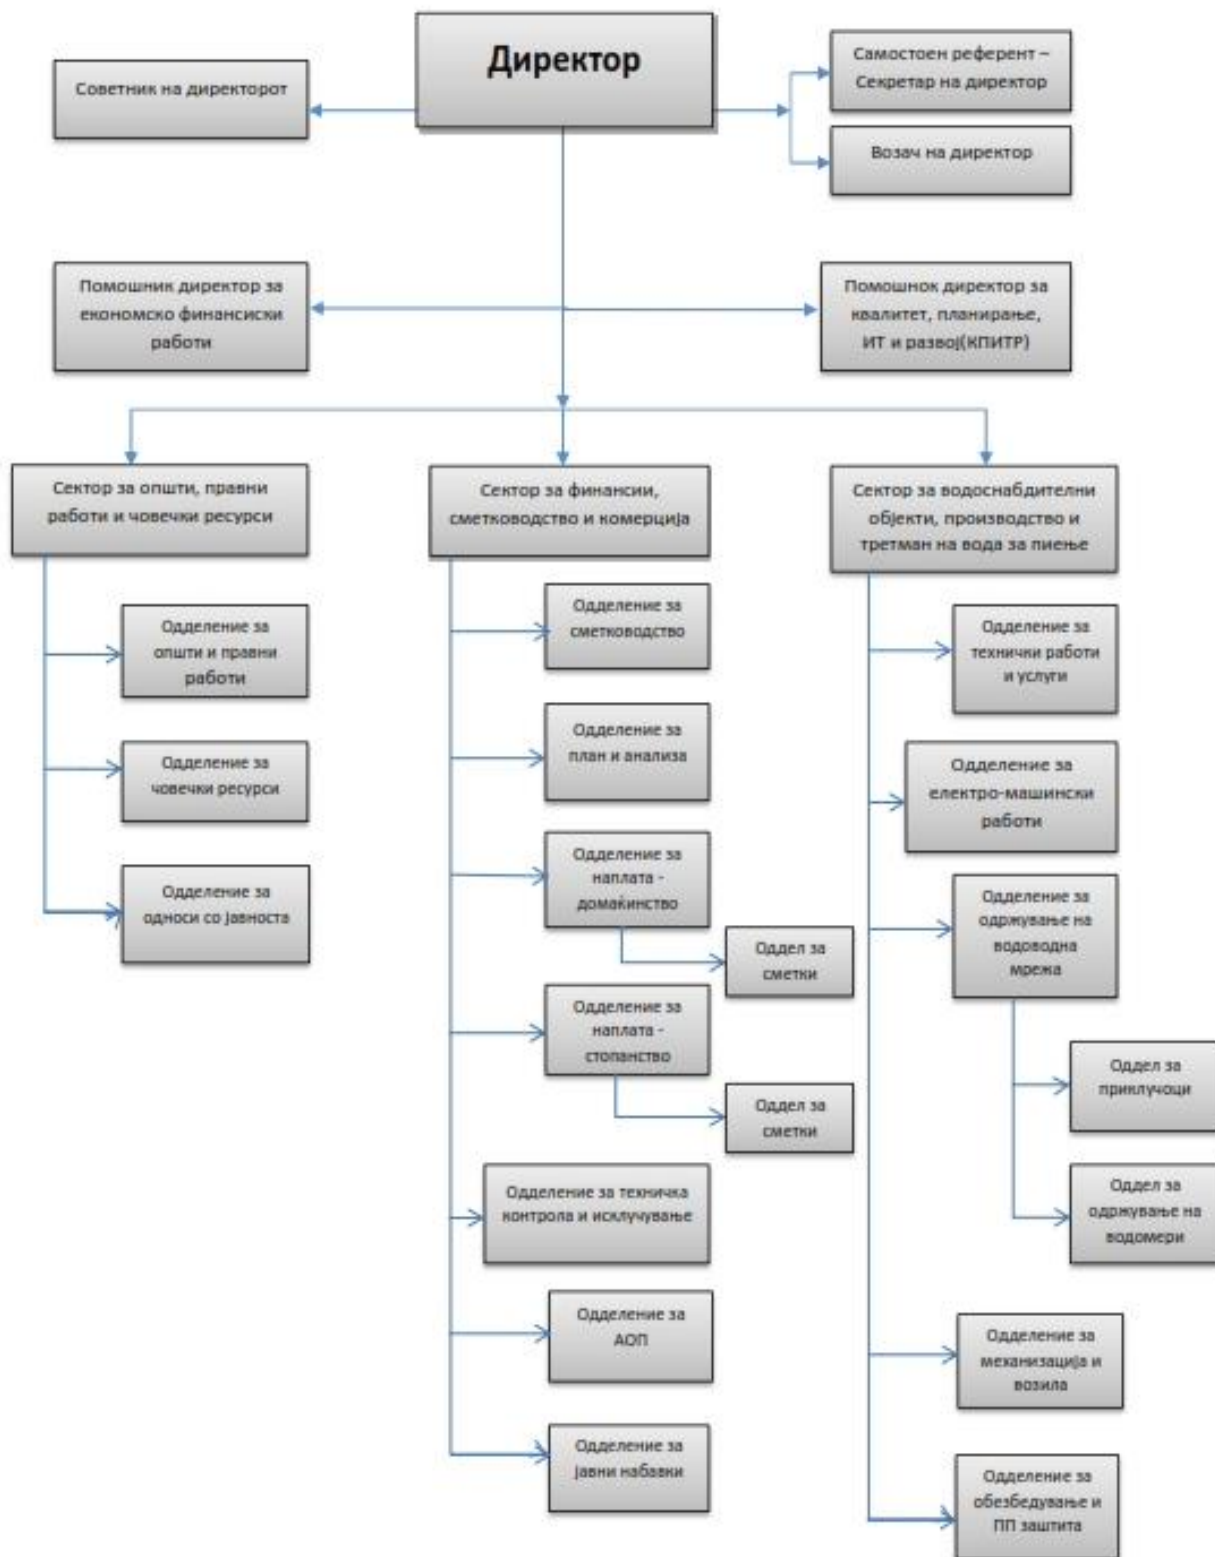 Директор
Советник на директорот
Самостоен референт –
Секретар на директор
Возач на директор
Помошник директор за
економско финансиски
работи
Помошнок директор за
квалитет, планирање,
ИТ и развој(КПИТР)
Сектор за општи, правни
работи и човечки ресурси
Одделение за
општи и правни
работи
Одделение за
човечки ресурси
Одделение за
односи со јавноста
Сектор за финансии,
сметководство и комерција
Одделение за
сметководство
Одделение за
план и анализа
Одделение за
наплата -
домаќинство
Оддел за
сметки
Одделение за
наплата -
стопанство
Оддел за
сметки
Одделение за техничка
контрола и исклучување
Одделение за
АОП
Одделение за
јавни набавки
Сектор за водоснабдителни
објекти, производство и
третман на вода за пиење
Одделение за
технички работи
и услуги
Одделение за
електро-машински
работи
Одделение за
одржување на
водоводна
мрежа
Оддел за
приклучоци
Оддел за
одржување на
водомери
Одделение за
механизација и
возила
Одделение за
обезбедување и
ПП заштита